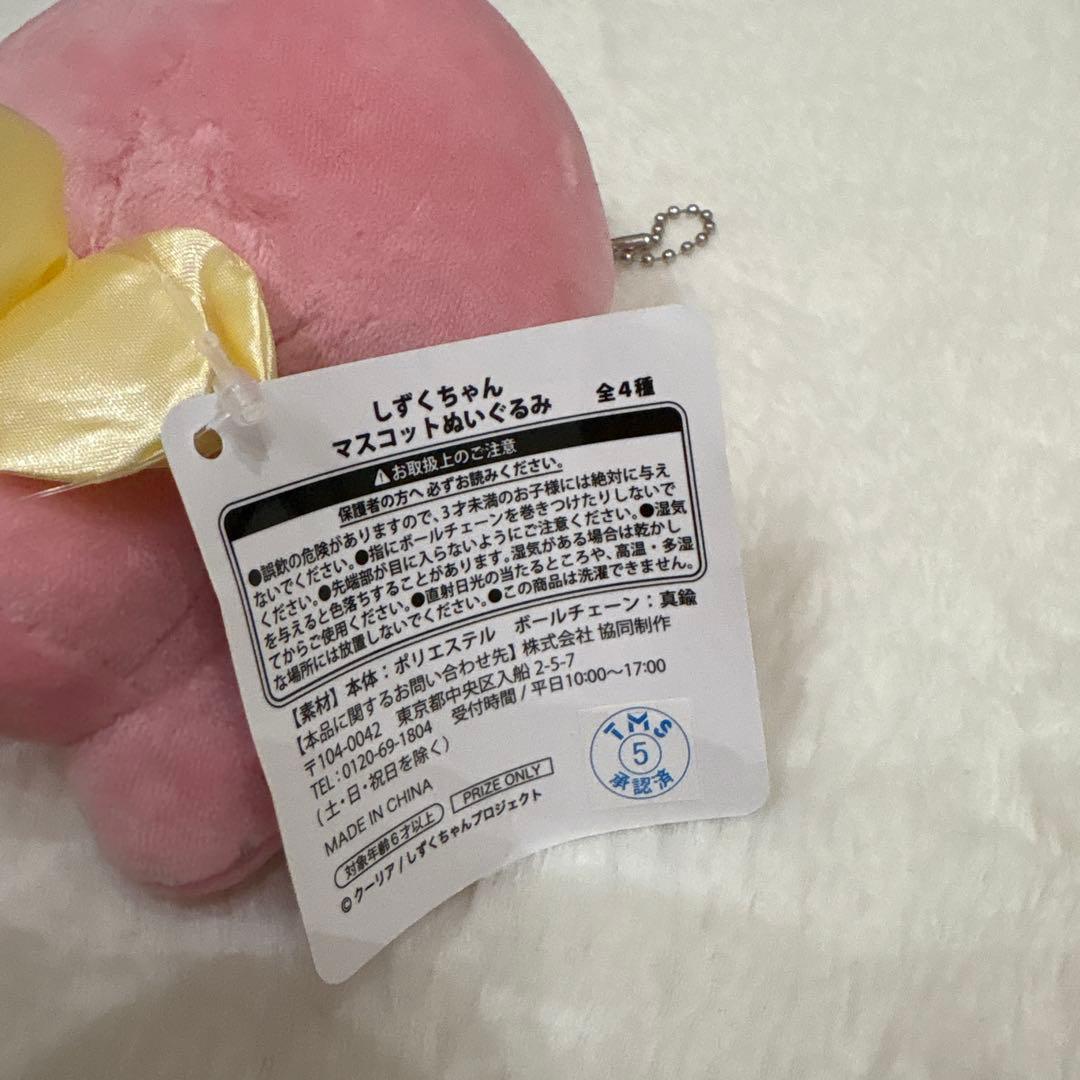 しずくちゃん
マスコットぬいぐるみ 全4種
⚠お取扱上のご注意
保護者の方へ必ずお読みください。
●誤飲の危険がありますので、3才未満のお子様には絶対に与え
ないでください。●指にボールチェーンを巻きつけたりしないで
ください。●先端部が目に入らないようにご注意ください。●湿気
を与えると色落ちすることがあります。湿気がある場合は乾かし
てからご使用ください。●直射日光の当たるところや、高温・多湿
な場所には放置しないでください。●この商品は洗濯できません。
【素材】本体：ポリエステル ボールチェーン：真鍮
【本品に関するお問い合わせ先】株式会社 協同制作
〒104-0042 東京都中央区入船 2-5-7
TEL：0120-69-1804 受付時間 / 平日10:00〜17:00
（土・日・祝日を除く）
MADE IN CHINA
対象年齢6才以上 PRIZE ONLY
©クーリア/しずくちゃんプロジェクト
TMS
5
承認済